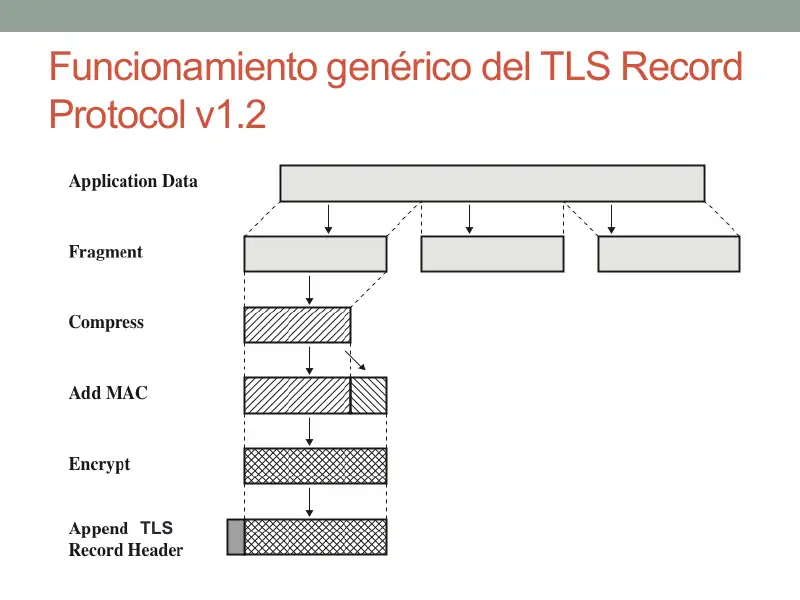 Funcionamiento genérico del TLS Record
Protocol v1.2
Application Data
Fragment
Compress
Add MAC
Encrypt
Append TLS
Record Header